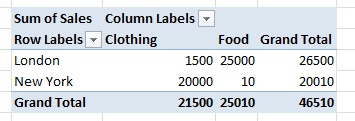 Sum of Sales Column Labels
Row Labels Clothing Food Grand Total
London 1500 25000 26500
New York 20000 10 20010
Grand Total 21500 25010 46510